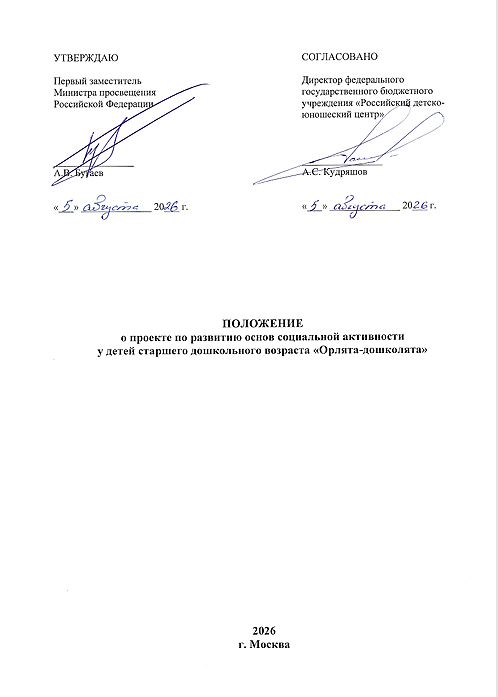 УТВЕРЖДАЮ
Первый заместитель
Министра просвещения
Российской Федерации
А.В. Бугаев
«5» августа 2026 г.
СОГЛАСОВАНО
Директор федерального
государственного бюджетного
учреждения «Российский детско-
юношеский центр»
А.С. Кудряшов
«5» августа 2026 г.
ПОЛОЖЕНИЕ
о проекте по развитию основ социальной активности
у детей старшего дошкольного возраста «Орлята-дошколята»
2026
г. Москва